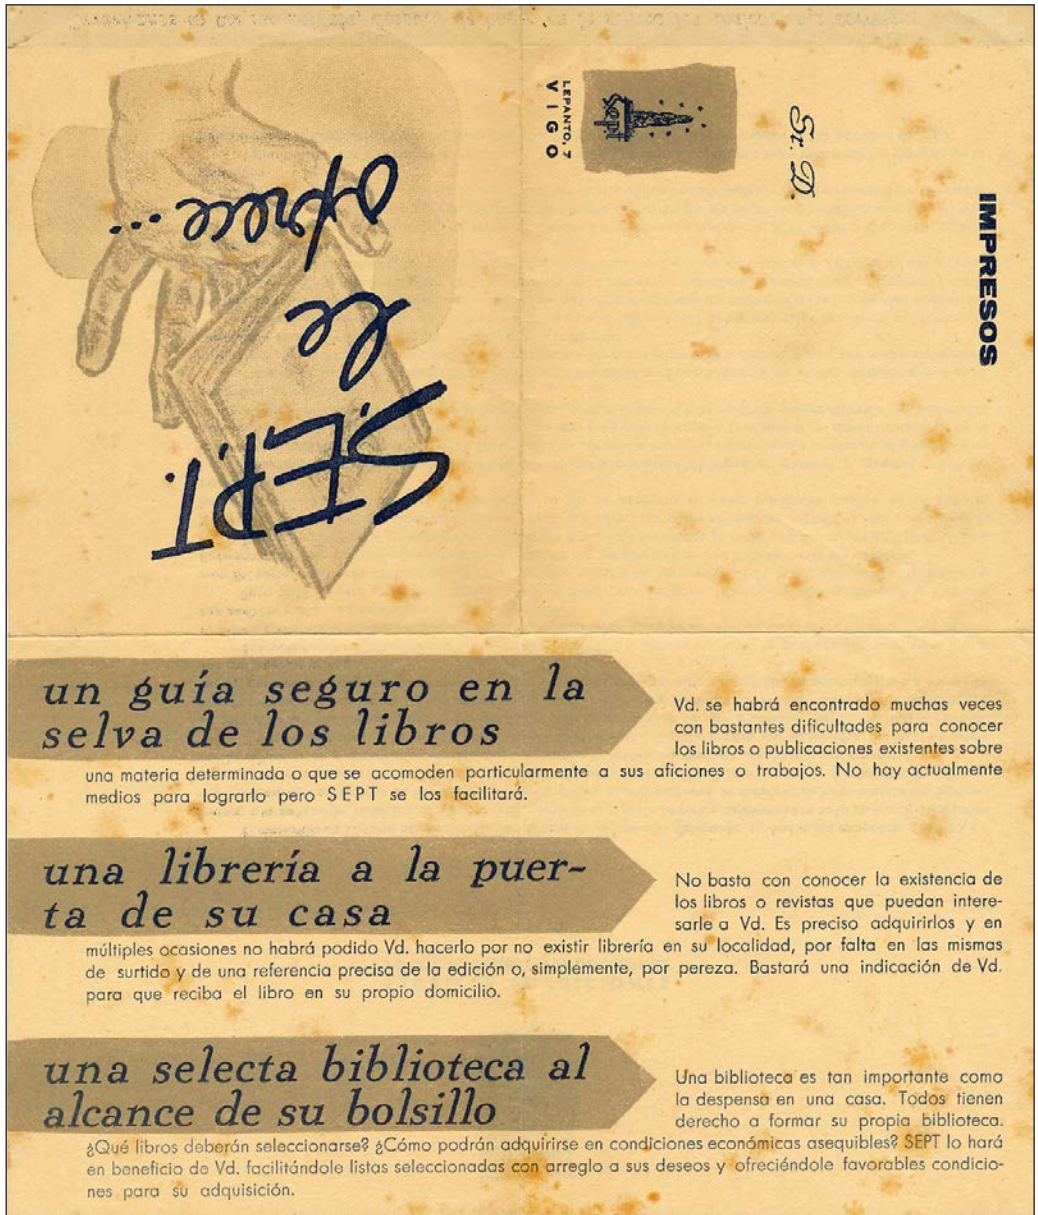 S.E.P.T.
le
ofrece...
IMPRESOS
Sr. D.
Sept
LEPANTO, 7
VIGO
un guía seguro en la
selva de los libros
Vd. se habrá encontrado muchas veces
con bastantes dificultades para conocer
los libros o publicaciones existentes sobre
una materia determinada o que se acomoden particularmente a sus aficiones o trabajos. No hay actualmente
medios para lograrlo pero SEPT se los facilitará.
una librería a la puer-
ta de su casa
No basta con conocer la existencia de
los libros o revistas que puedan intere-
sarle a Vd. Es preciso adquirirlos y en
múltiples ocasiones no habrá podido Vd. hacerlo por no existir librería en su localidad, por falta en las mismas
de surtido y de una referencia precisa de la edición o, simplemente, por pereza. Bastará una indicación de Vd.
para que reciba el libro en su propio domicilio.
una selecta biblioteca al
alcance de su bolsillo
Una biblioteca es tan importante como
la despensa en una casa. Todos tienen
derecho a formar su propia biblioteca.
¿Qué libros deberán seleccionarse? ¿Cómo podrán adquirirse en condiciones económicas asequibles? SEPT lo hará
en beneficio de Vd. facilitándole listas seleccionadas con arreglo a sus deseos y ofreciéndole favorables condicio-
nes para su adquisición.